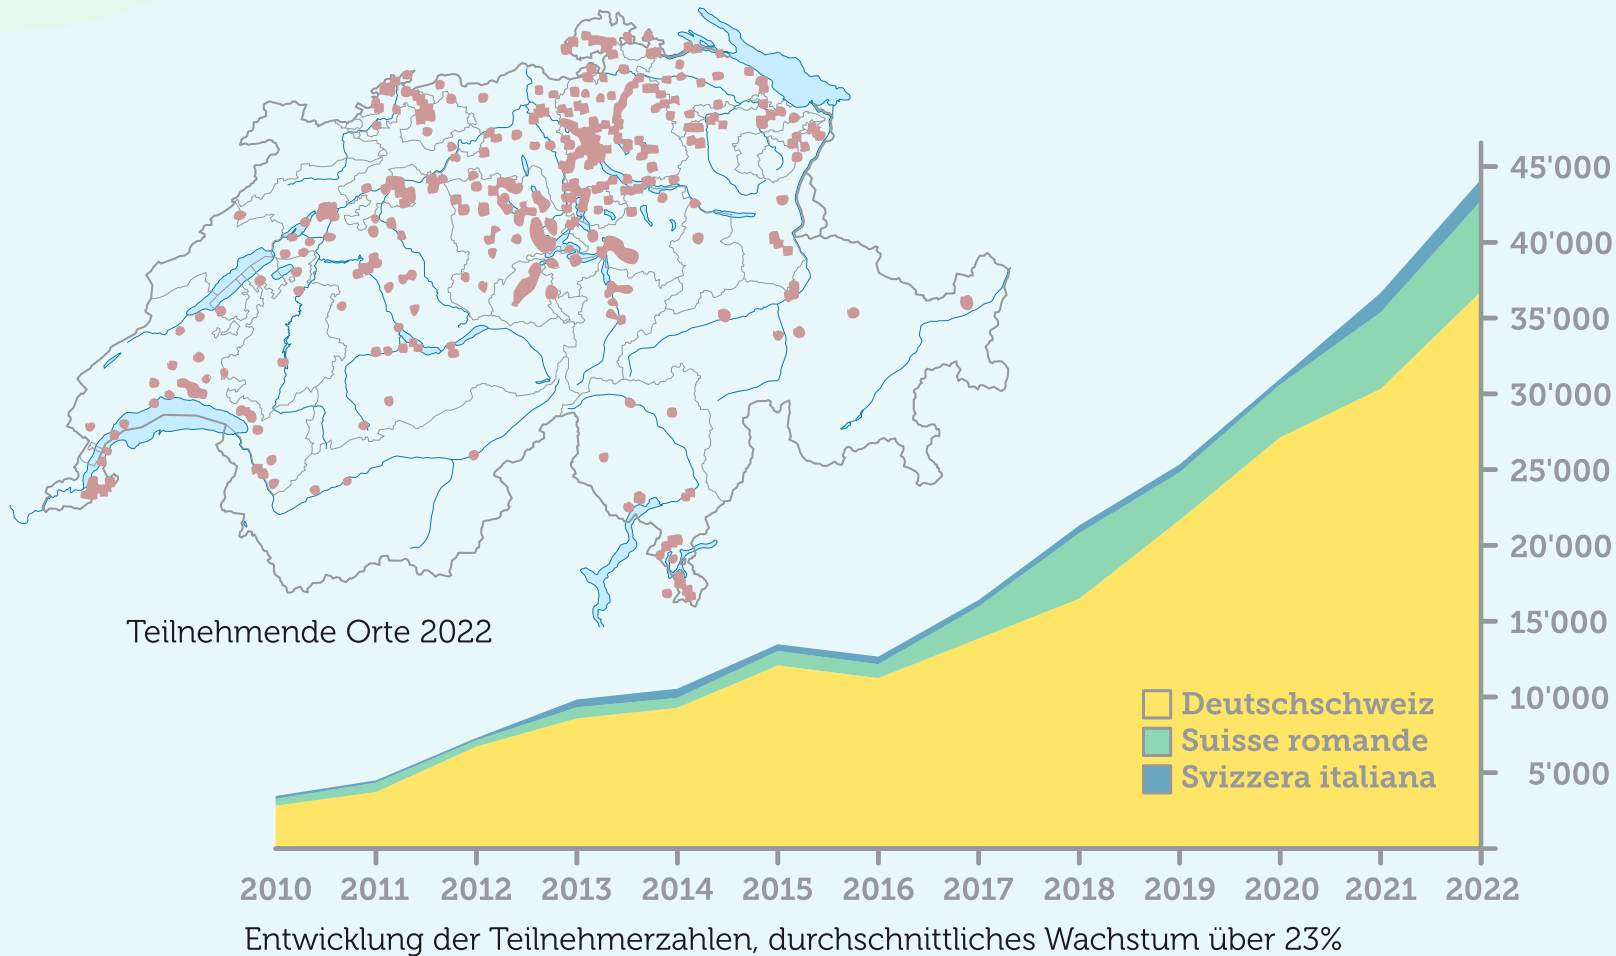 Teilnehmende Orte 2022
45'000
40'000
35'000
30'000
25'000
20'000
15'000
10'000
5'000
Deutschschweiz
Suisse romande
Svizzera italiana
2010 2011 2012 2013 2014 2015 2016 2017 2018 2019 2020 2021 2022
Entwicklung der Teilnehmerzahlen, durchschnittliches Wachstum über 23%